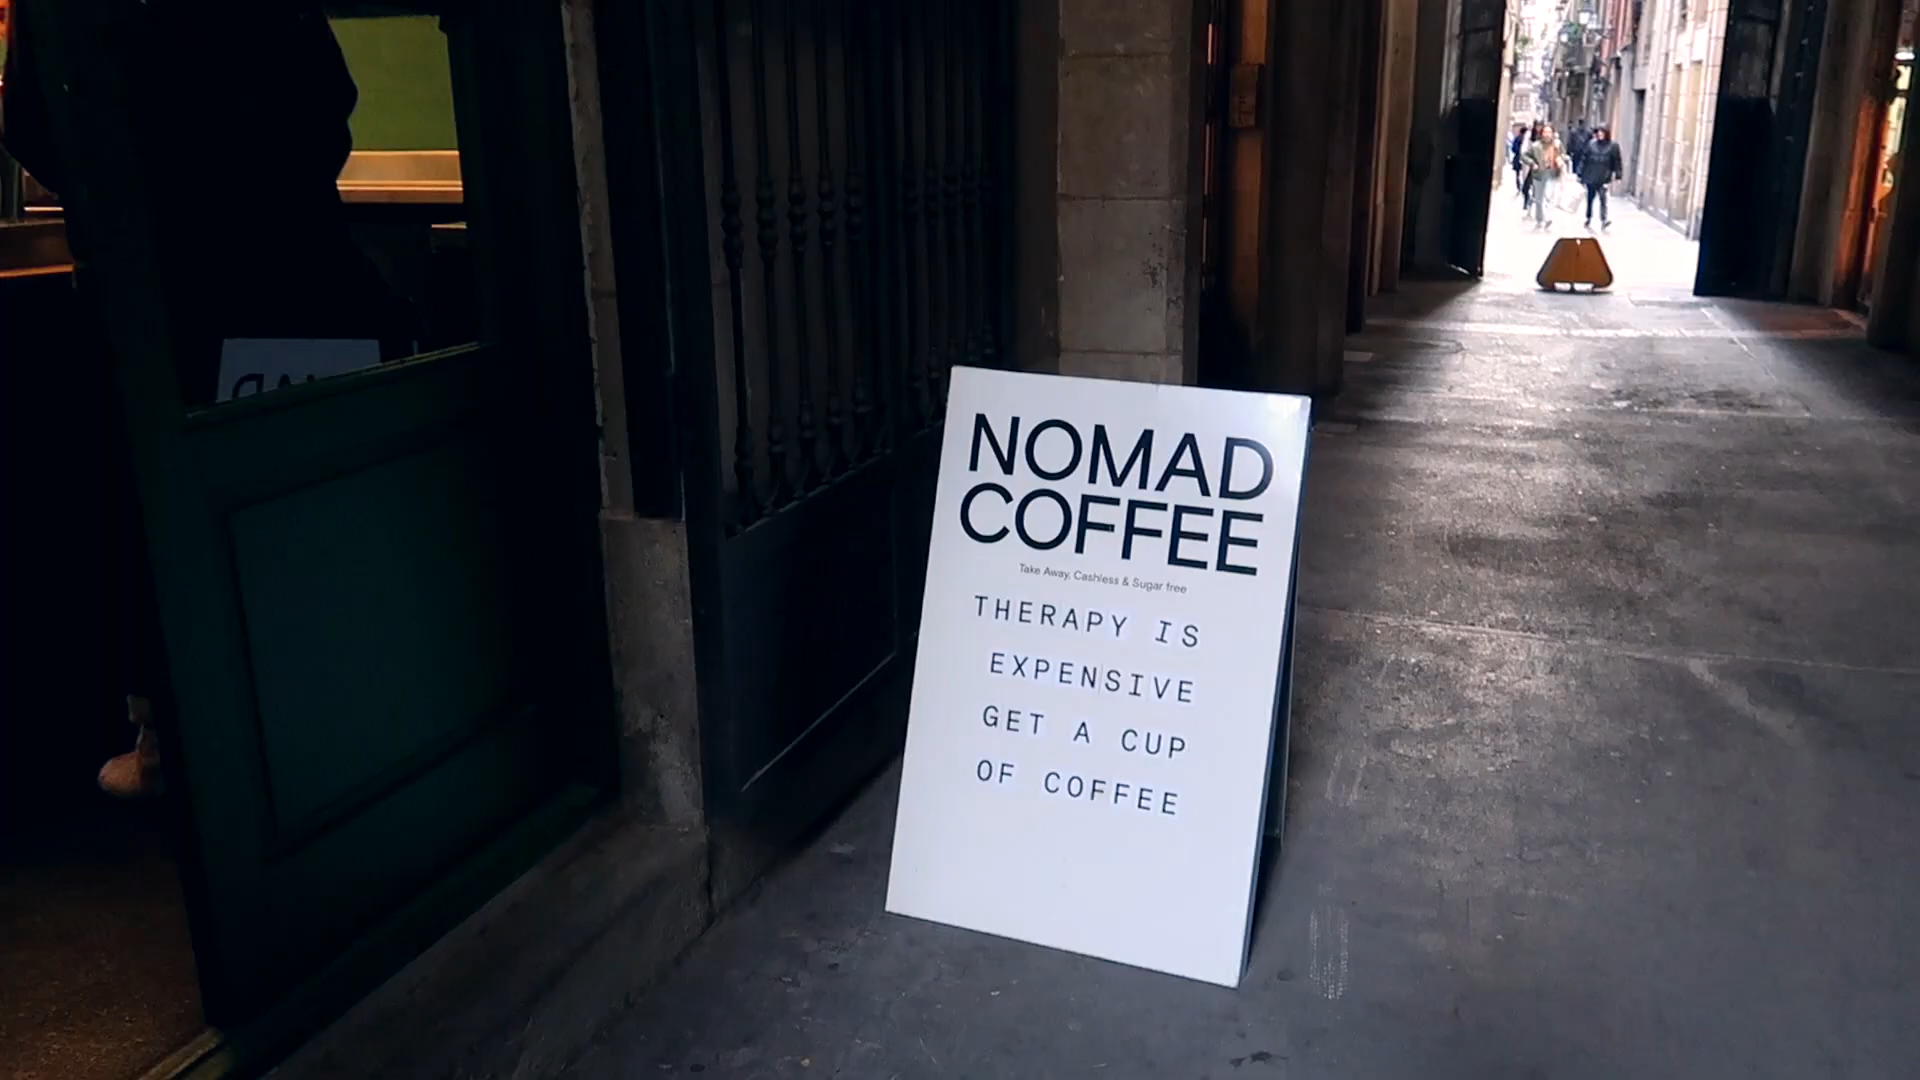 NOMAD
COFFEE
Take Away, Cashless & Sugar free
THERAPY IS
EXPENSIVE
GET A CUP
OF COFFEE